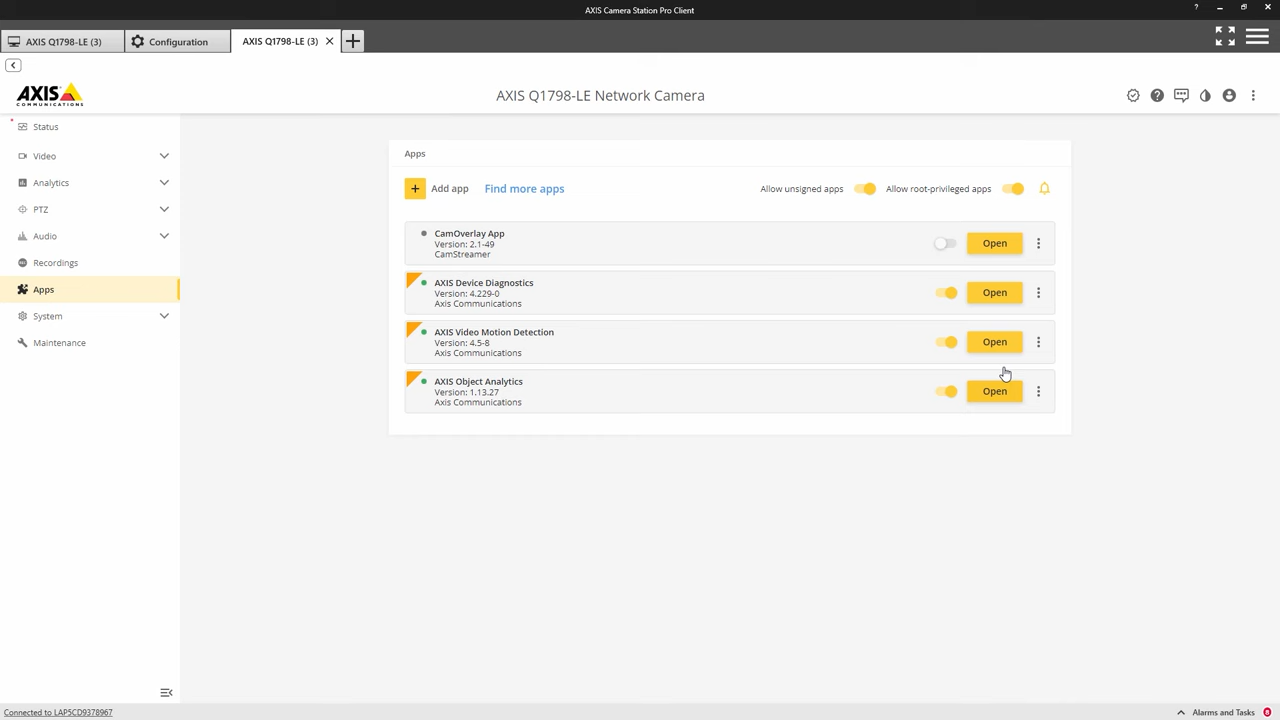 AXIS Camera Station Pro Client
AXIS Q1798-LE (3)
Configuration
AXIS Q1798-LE (3)
AXIS
COMMUNICATIONS
AXIS Q1798-LE Network Camera
Status
Video
Analytics
PTZ
Audio
Recordings
Apps
System
Maintenance
Apps
Add app
Find more apps
Allow unsigned apps
Allow root-privileged apps
CamOverlay App
Version: 2.1-49
CamStreamer
Open
AXIS Device Diagnostics
Version: 4.229-0
Axis Communications
Open
AXIS Video Motion Detection
Version: 4.5-8
Axis Communications
Open
AXIS Object Analytics
Version: 1.13.27
Axis Communications
Open
Connected to LAP5CD9378967
Alarms and Tasks
8